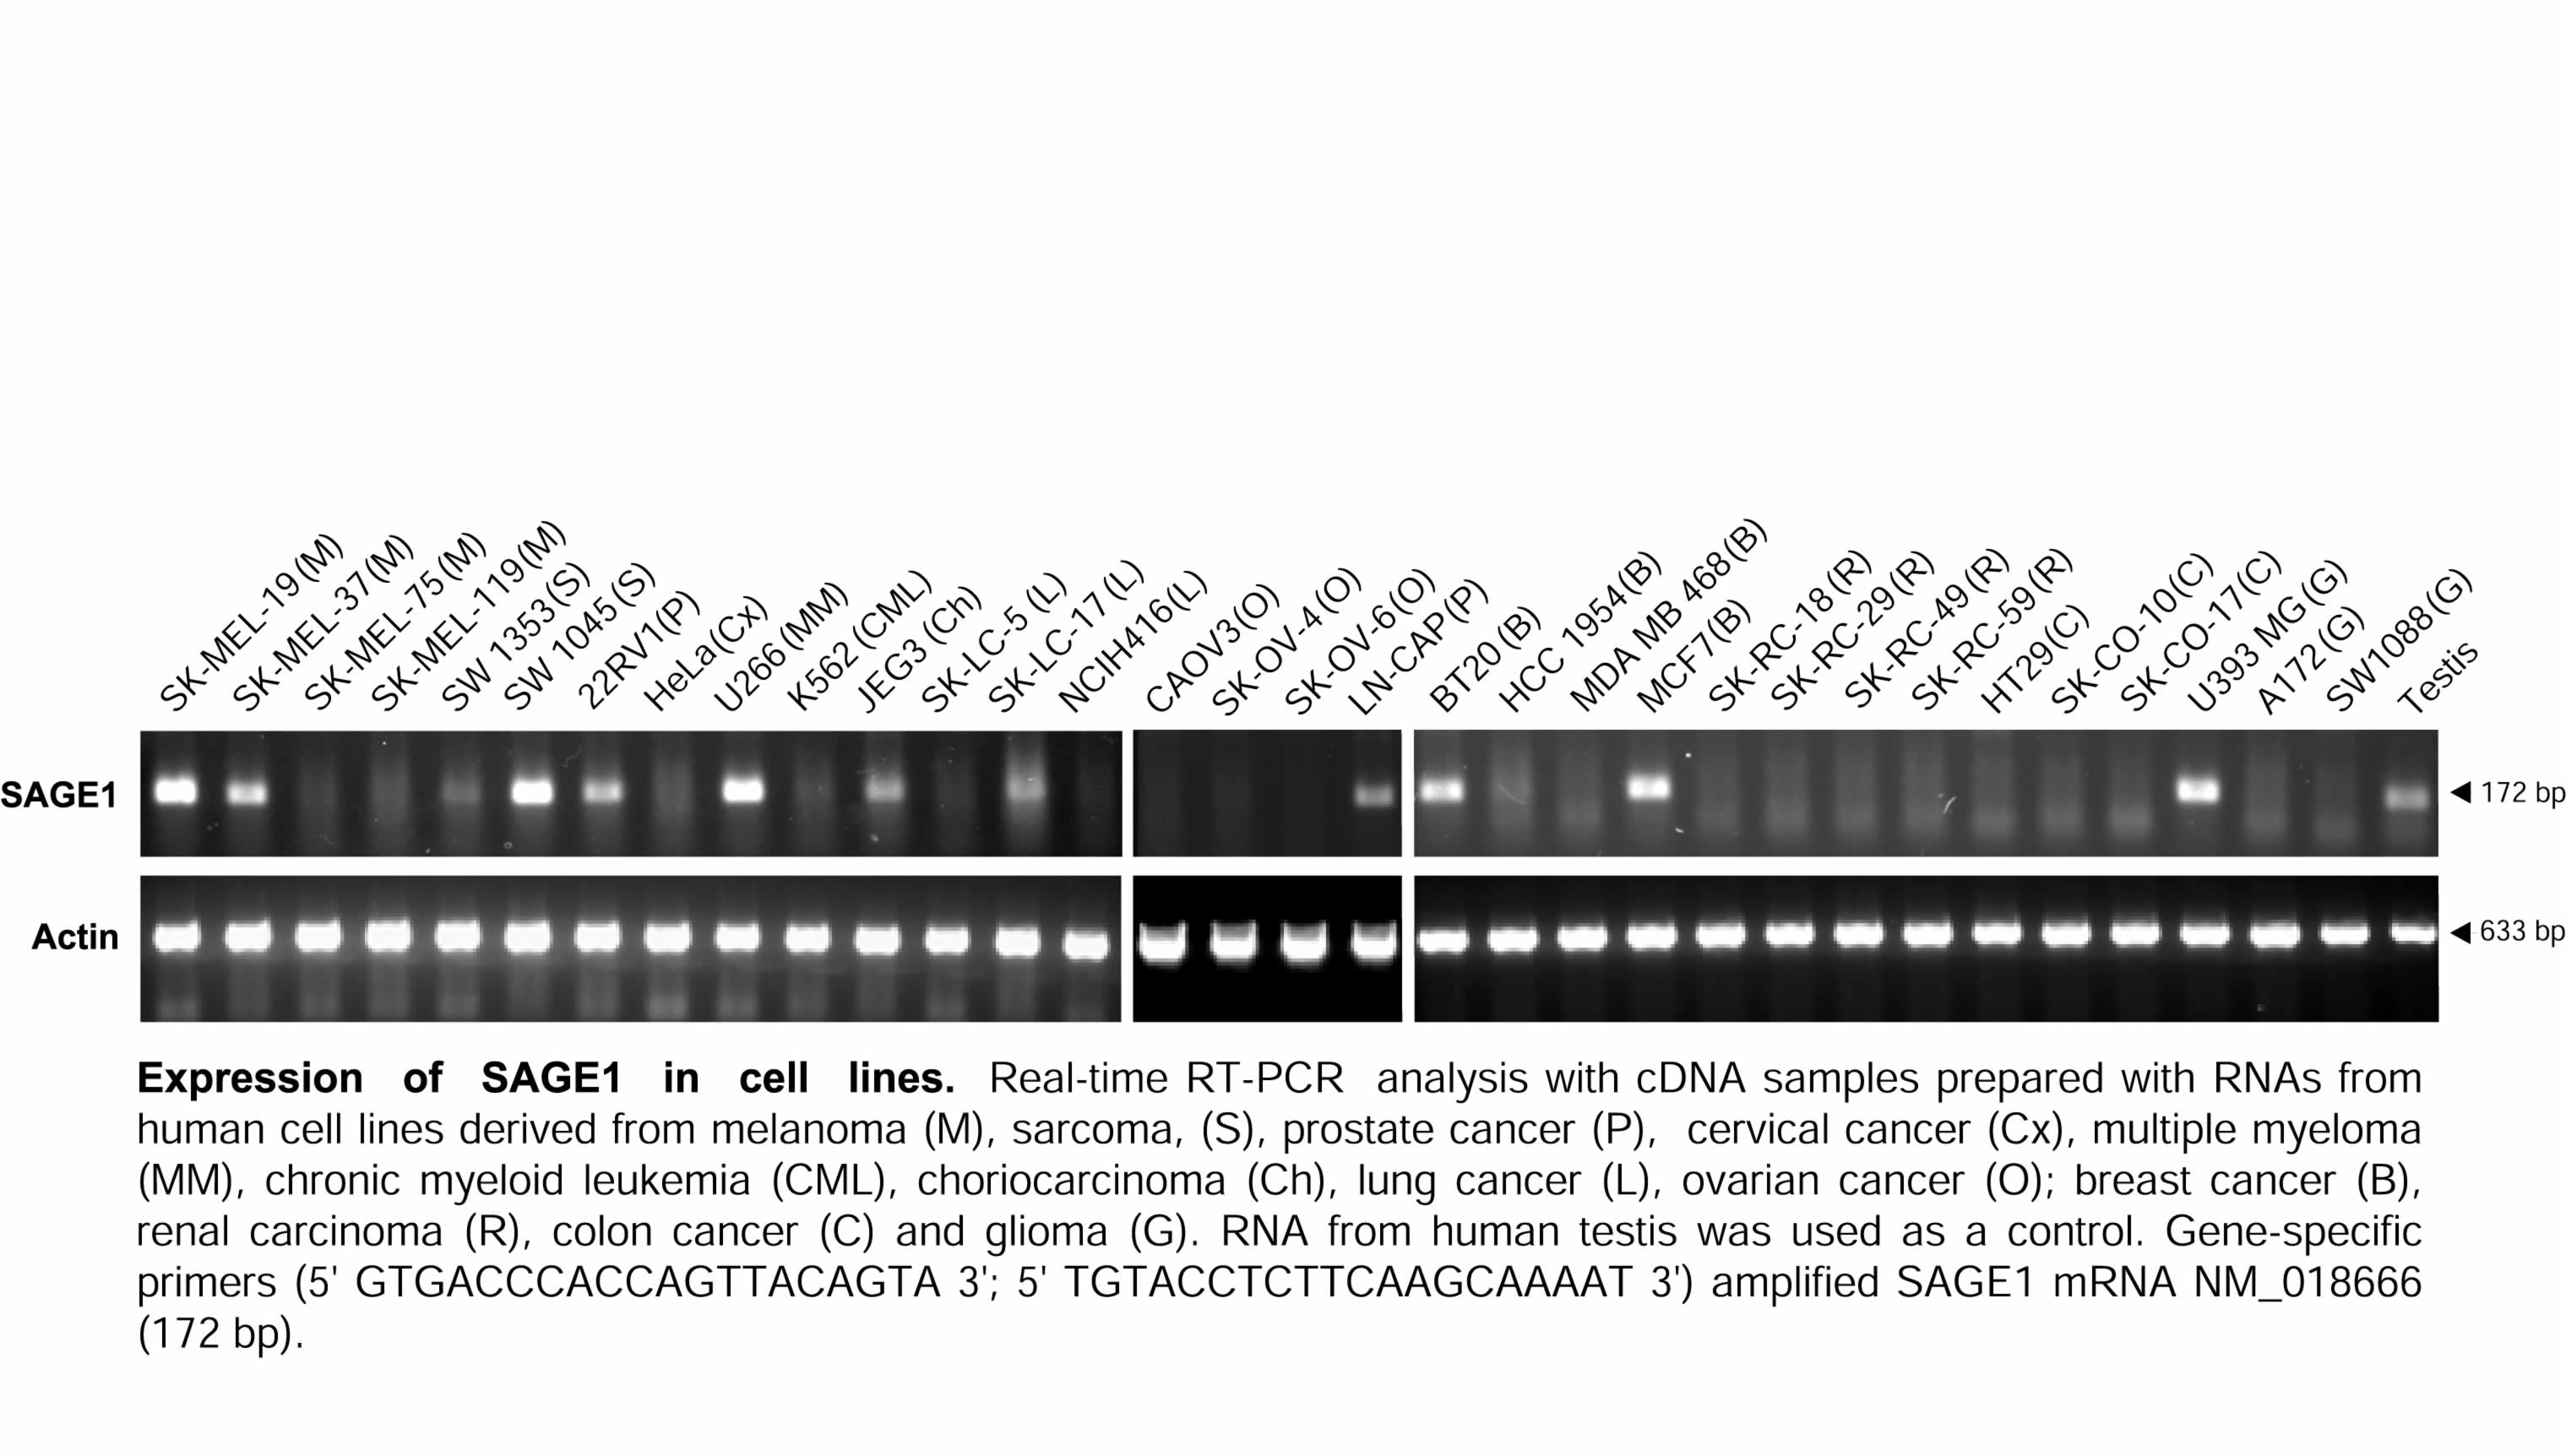 SK-MEL-19 (M)
SK-MEL-37 (M)
SK-MEL-75 (M)
SK-MEL-119 (M)
SW 1353 (S)
SW 1045 (S)
22RV1(P)
HeLa(Cx)
U266 (MM)
K562 (CML)
JEG3 (Ch)
SK-LC-5 (L)
SK-LC-17 (L)
NCIH416(L)
CAOV3(O)
SK-OV-4 (O)
SK-OV-6 (O)
LN-CAP(P)
BT20 (B)
HCC 1954(B)
MDA MB 468(B)
MCF7(B)
SK-RC-18 (R)
SK-RC-29 (R)
SK-RC-49 (R)
SK-RC-59 (R)
HT29(C)
SK-CO-10(C)
SK-CO-17(C)
U393 MG (G)
A172 (G)
SW1088 (G)
Testis
SAGE1
172 bp
Actin
633 bp
Expression of SAGE1 in cell lines. Real-time RT-PCR analysis with cDNA samples prepared with RNAs from
human cell lines derived from melanoma (M), sarcoma, (S), prostate cancer (P), cervical cancer (Cx), multiple myeloma
(MM), chronic myeloid leukemia (CML), choriocarcinoma (Ch), lung cancer (L), ovarian cancer (O); breast cancer (B),
renal carcinoma (R), colon cancer (C) and glioma (G). RNA from human testis was used as a control. Gene-specific
primers (5' GTGACCCACCAGTTACAGTA 3'; 5' TGTACCTCTTCAAGCAAAAT 3') amplified SAGE1 mRNA NM_018666
(172 bp).